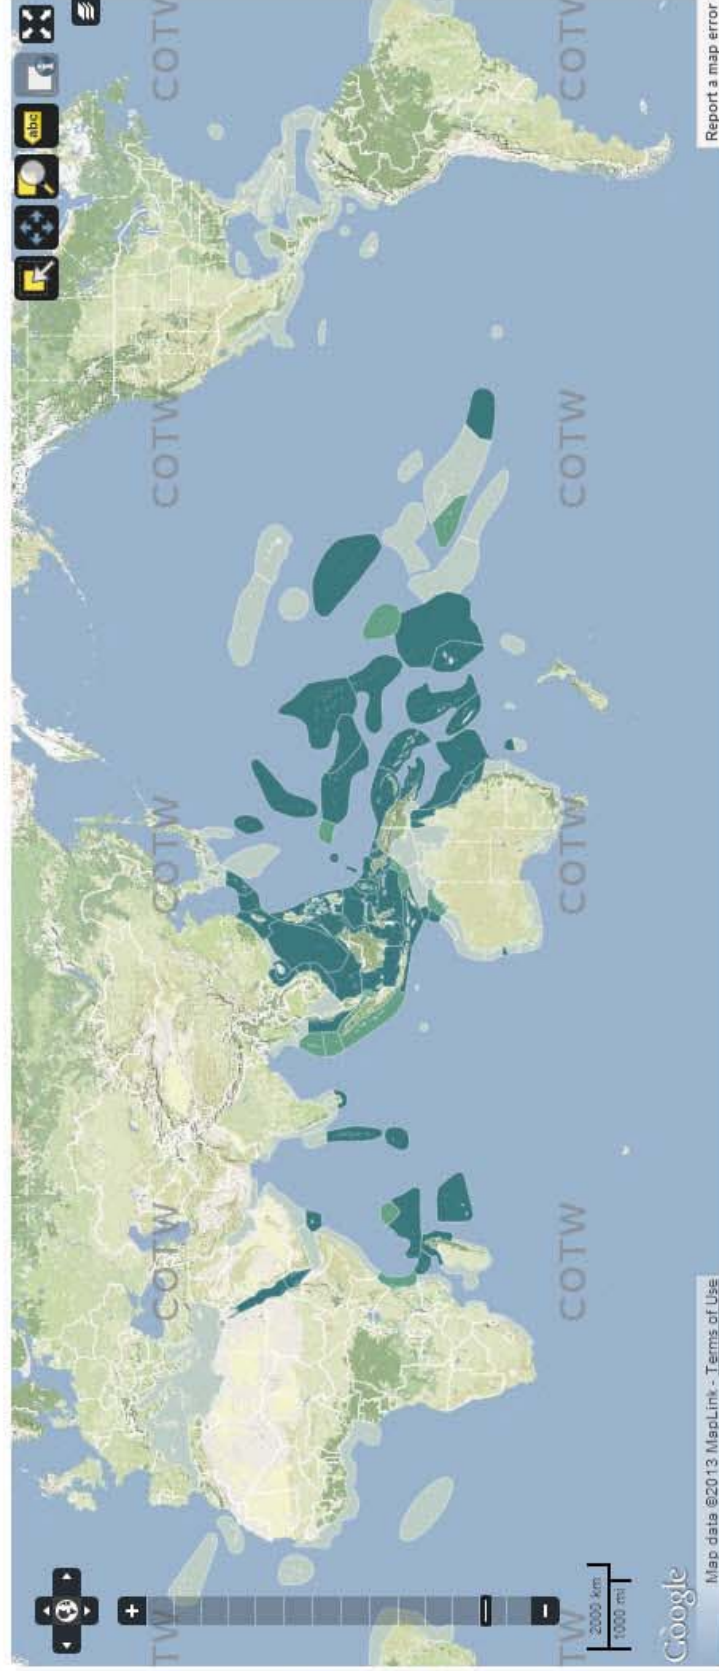 abc
COTW COTW COTW COTW COTW
COTW COTW COTW COTW TW
2000 km
1000 mi
Google
Map data ©2013 MapLink - Terms of Use
Report a map error